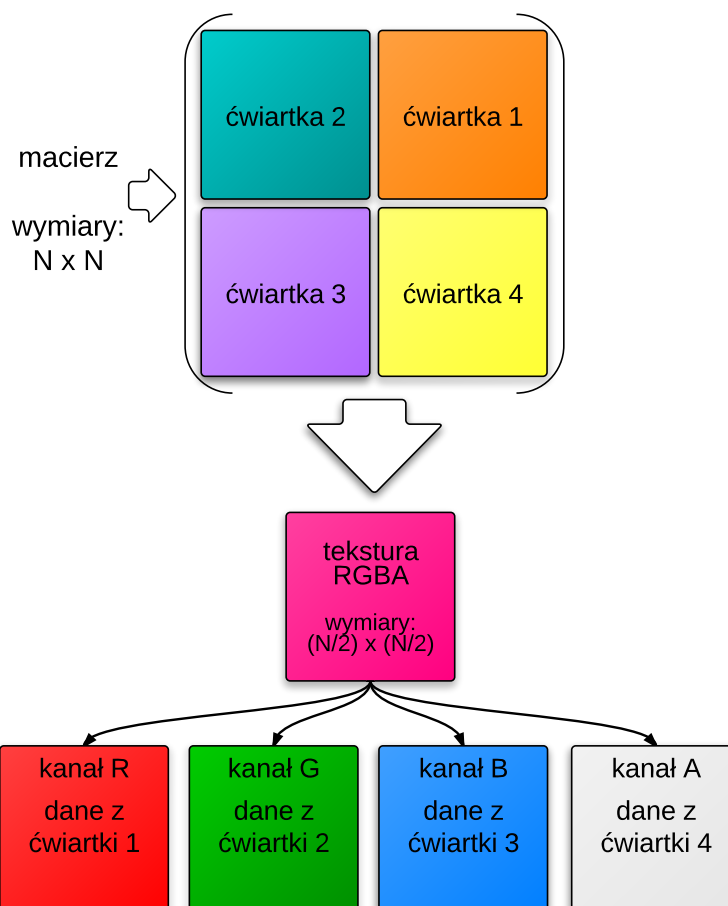 ćwiartka 2
ćwiartka 1
macierz
wymiary:
N x N
ćwiartka 3
ćwiartka 4
tekstura
RGBA
wymiary:
(N/2) x (N/2)
kanał R
dane z
ćwiartki 1
kanał G
dane z
ćwiartki 2
kanał B
dane z
ćwiartki 3
kanał A
dane z
ćwiartki 4